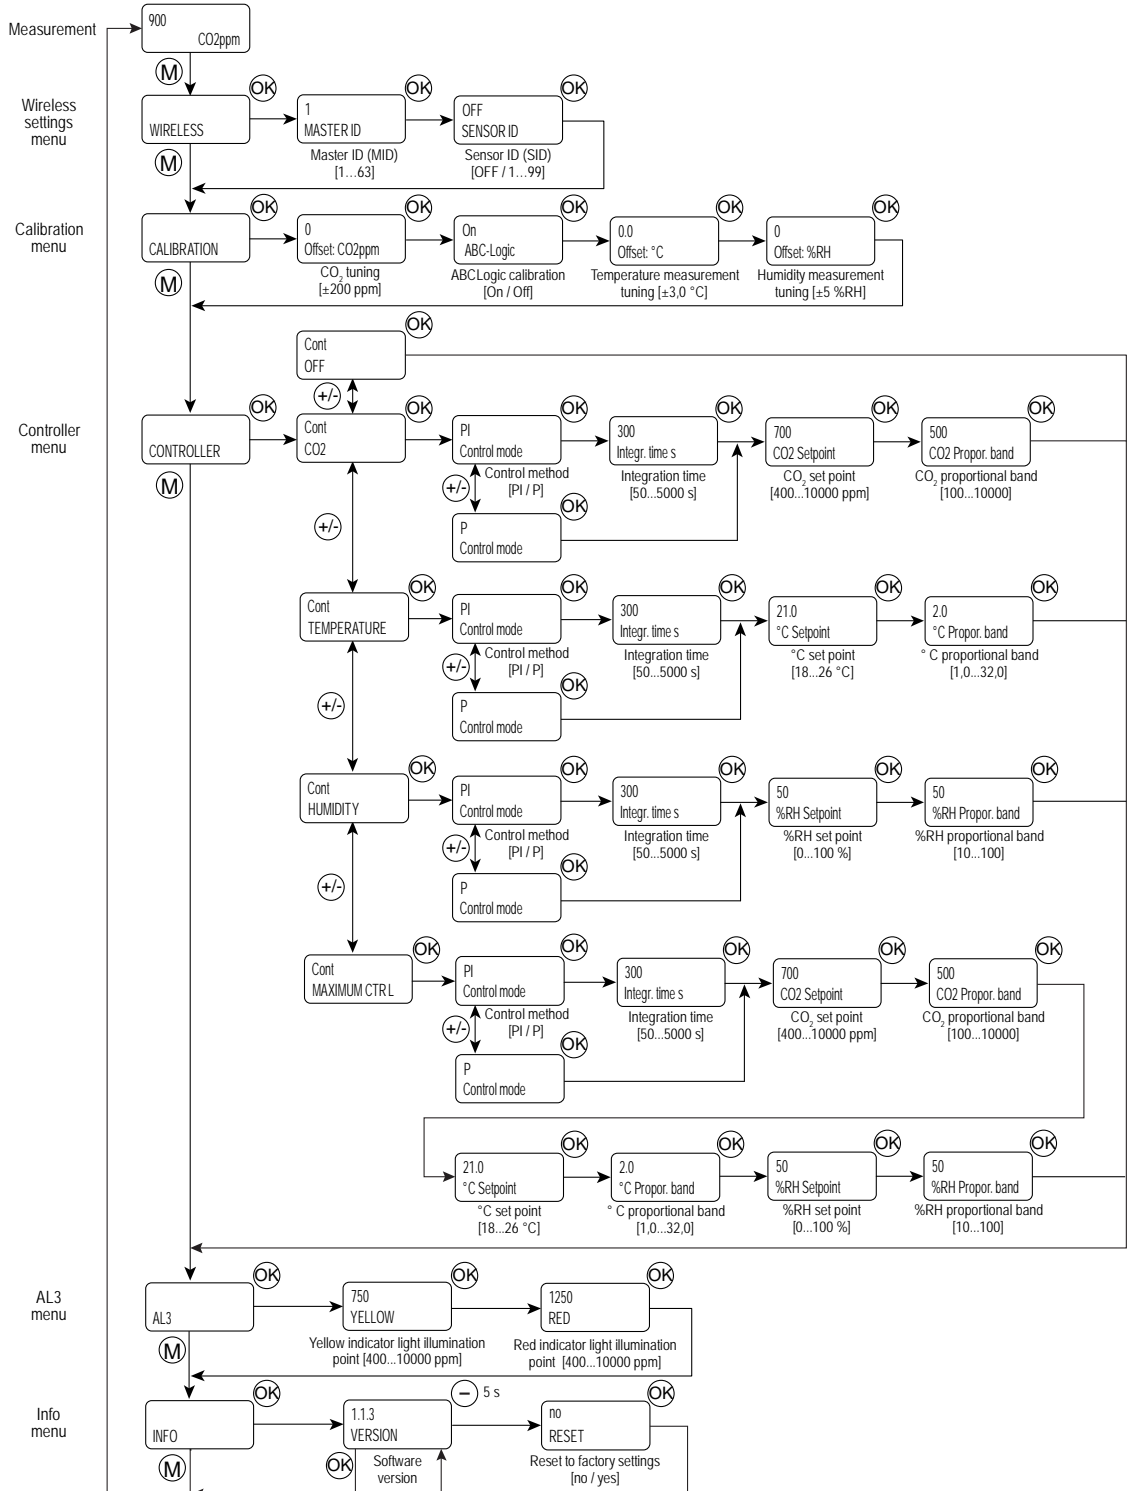 Measurement
900
CO2ppm
M
Wireless
settings
menu
WIRELESS
OK
1
MASTER ID
OK
OFF
SENSOR ID
OK
Master ID (MID)
[1...63]
Sensor ID (SID)
[OFF / 1...99]
M
Calibration
menu
CALIBRATION
OK
0
Offset: CO2ppm
OK
On
ABC-Logic
OK
0.0
Offset: °C
OK
0
Offset: %RH
OK
CO2 tuning
[±200 ppm]
ABCLogic calibration
[On / Off]
Temperature measurement
tuning [±3,0 °C]
Humidity measurement
tuning [±5 %RH]
M
Cont
OFF
OK
+/-
Controller
menu
CONTROLLER
OK
Cont
CO2
OK
PI
Control mode
OK
300
Integr. time s
OK
700
CO2 Setpoint
OK
500
CO2 Propor. band
OK
Control method
[PI / P]
Integration time
[50...5000 s]
CO2 set point
[400...10000 ppm]
CO2 proportional band
[100...10000]
M
+/-
P
Control mode
OK
+/-
Cont
TEMPERATURE
OK
PI
Control mode
OK
300
Integr. time s
OK
21.0
°C Setpoint
OK
2.0
°C Propor. band
OK
Control method
[PI / P]
Integration time
[50...5000 s]
°C set point
[18...26 °C]
° C proportional band
[1,0...32,0]
+/-
P
Control mode
OK
+/-
Cont
HUMIDITY
OK
PI
Control mode
OK
300
Integr. time s
OK
50
%RH Setpoint
OK
50
%RH Propor. band
OK
Control method
[PI / P]
Integration time
[50...5000 s]
%RH set point
[0...100 %]
%RH proportional band
[10...100]
+/-
P
Control mode
OK
+/-
Cont
MAXIMUM CTRL
OK
PI
Control mode
OK
300
Integr. time s
OK
700
CO2 Setpoint
OK
500
CO2 Propor. band
OK
Control method
[PI / P]
Integration time
[50...5000 s]
CO2 set point
[400...10000 ppm]
CO2 proportional band
[100...10000]
+/-
P
Control mode
OK
21.0
°C Setpoint
OK
2.0
°C Propor. band
OK
50
%RH Setpoint
OK
50
%RH Propor. band
OK
°C set point
[18...26 °C]
° C proportional band
[1,0...32,0]
%RH set point
[0...100 %]
%RH proportional band
[10...100]
AL3
menu
AL3
OK
750
YELLOW
OK
1250
RED
OK
Yellow indicator light illumination
point [400...10000 ppm]
Red indicator light illumination
point [400...10000 ppm]
M
Info
menu
INFO
OK
1.1.3
VERSION
− 5 s
no
RESET
OK
M
OK
Software
version
Reset to factory settings
[no / yes]